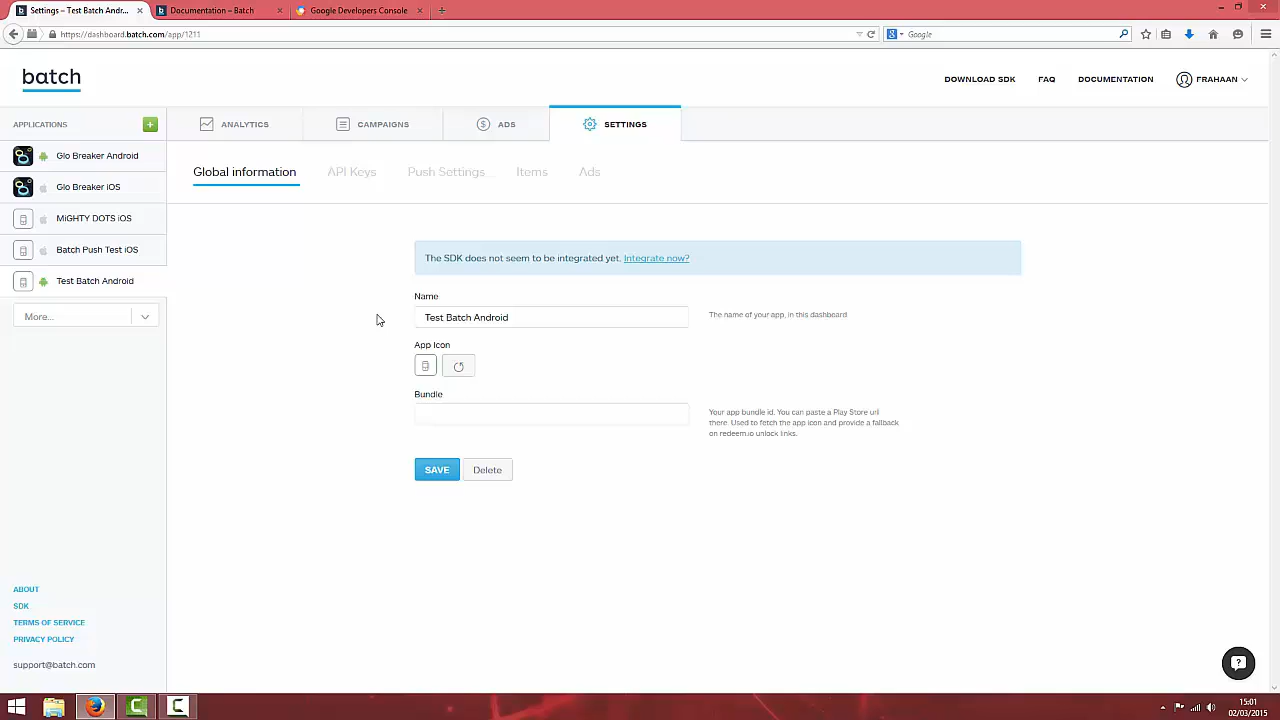 Settings – Test Batch Andr...
Documentation – Batch
Google Developers Console
https://dashboard.batch.com/app/1211
Google
batch
DOWNLOAD SDK
FAQ
DOCUMENTATION
FRAHAAN
APPLICATIONS
ANALYTICS
CAMPAIGNS
ADS
SETTINGS
Glo Breaker Android
Glo Breaker iOS
MiGHTY DOTS iOS
Batch Push Test iOS
Test Batch Android
More...
Global information
API Keys
Push Settings
Items
Ads
The SDK does not seem to be integrated yet. Integrate now?
Name
Test Batch Android
The name of your app, in this dashboard
App Icon
Bundle
Your app bundle id. You can paste a Play Store url
there. Used to fetch the app icon and provide a fallback
on redeem.io unlock links.
SAVE
Delete
ABOUT
SDK
TERMS OF SERVICE
PRIVACY POLICY
support@batch.com
15:01
02/03/2015